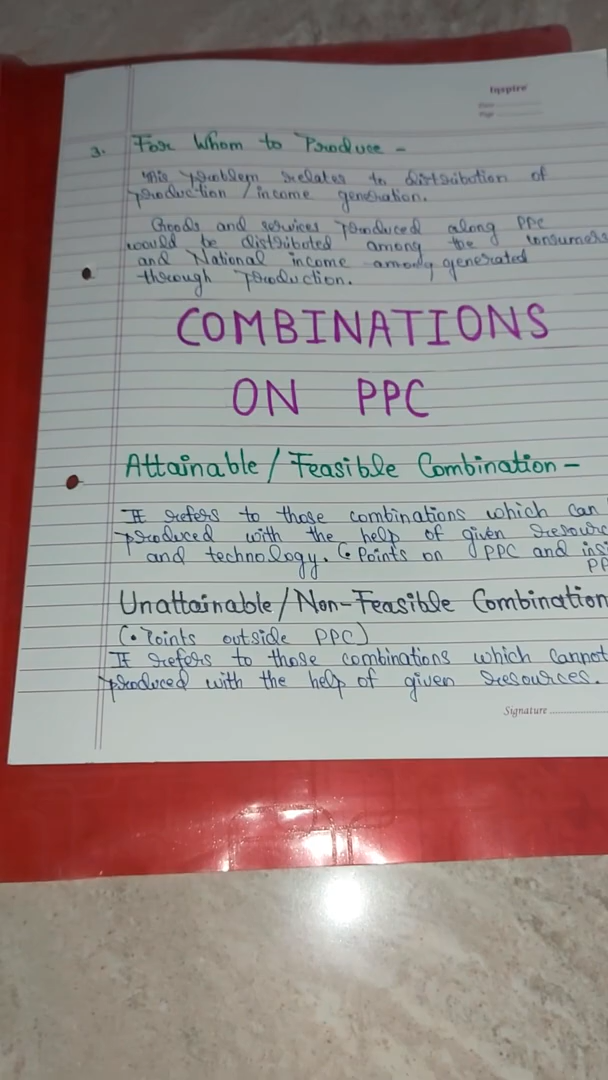 Inspire
3. For Whom to Produce -
This problem relates to distribution of
production / income generation.
Goods and services produced along PPC
would be distributed among the consumers
and National income among generated
through production.
COMBINATIONS
ON PPC
Attainable / Feasible Combination -
It refers to those combinations which can
produced with the help of given resour
and technology. (• Points on PPC and insi
PP
Unattainable / Non-Feasible Combination
(• Points outside PPC)
It refers to those combinations which cannot
produced with the help of given resources.
Signature